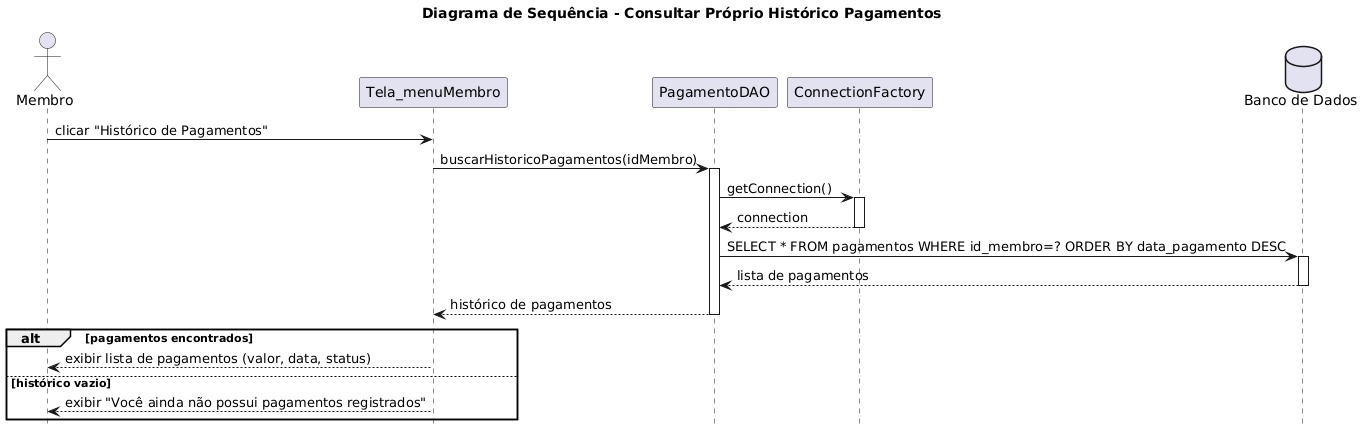 Diagrama de Sequência - Consultar Próprio Histórico Pagamentos
Membro
Tela_menuMembro
PagamentoDAO
ConnectionFactory
Banco de Dados
clicar "Histórico de Pagamentos"
buscarHistoricoPagamentos(idMembro)
getConnection()
connection
SELECT * FROM pagamentos WHERE id_membro=? ORDER BY data_pagamento DESC
lista de pagamentos
histórico de pagamentos
alt [pagamentos encontrados]
exibir lista de pagamentos (valor, data, status)
[histórico vazio]
exibir "Você ainda não possui pagamentos registrados"